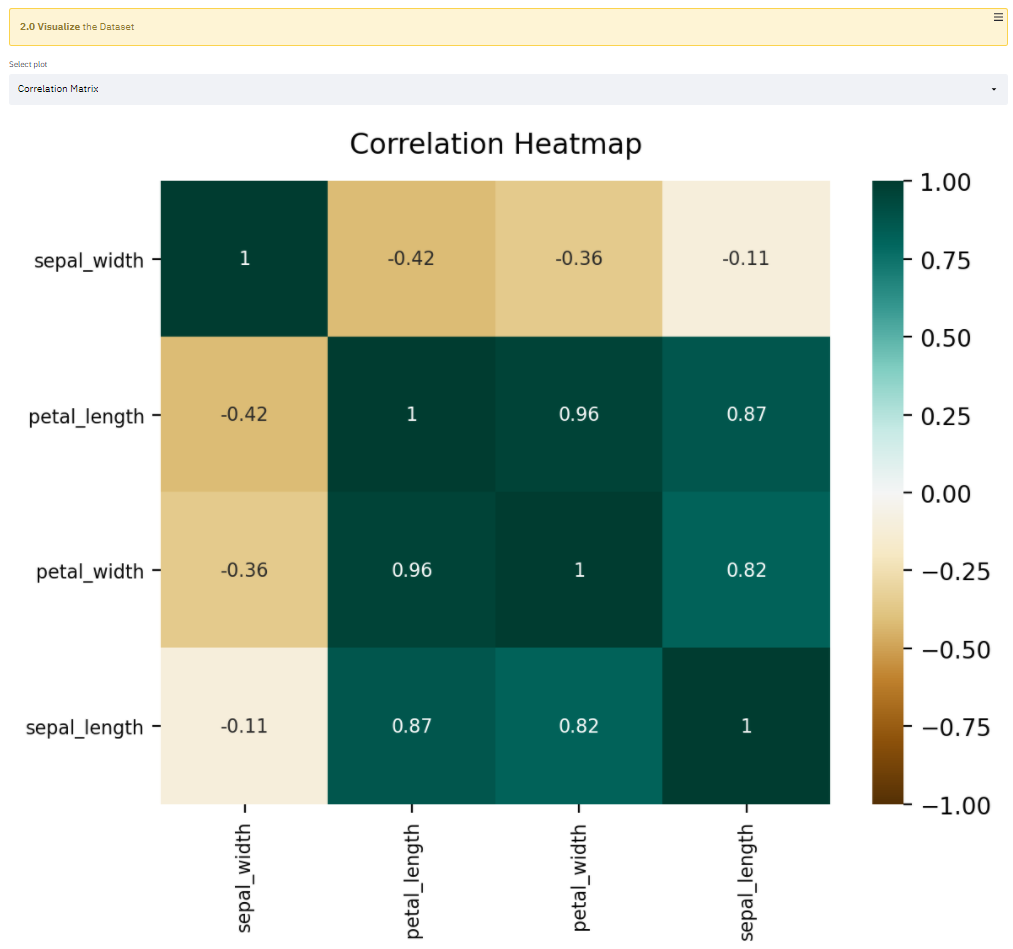 2.0 Visualize the Dataset
Select plot
Correlation Matrix
Correlation Heatmap
sepal_width 1 -0.42 -0.36 -0.11
petal_length -0.42 1 0.96 0.87
petal_width -0.36 0.96 1 0.82
sepal_length -0.11 0.87 0.82 1
sepal_width petal_length petal_width sepal_length
1.00
0.75
0.50
0.25
0.00
−0.25
−0.50
−0.75
−1.00